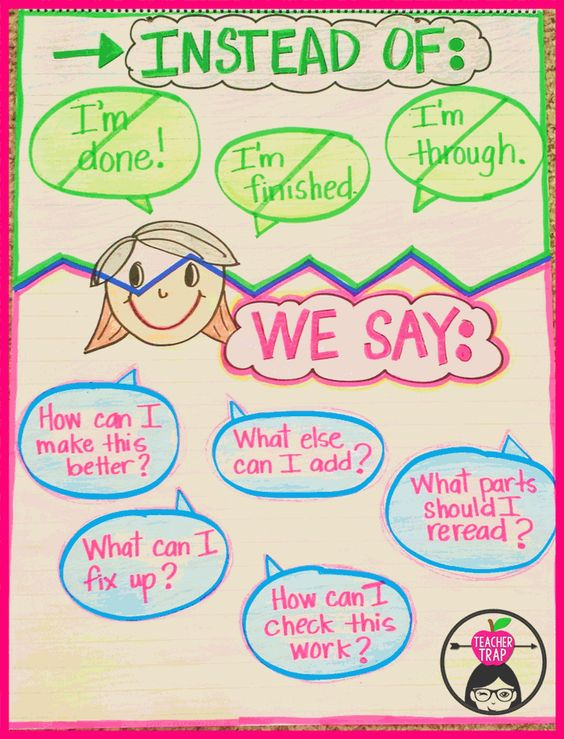 INSTEAD OF:
I'm
done!
I'm
finished.
I'm
through.
WE SAY:
How can I
make this
better?
What else
can I add?
What parts
should I
reread?
What can I
fix up?
How can I
check this
work?
TEACHER
TRAP